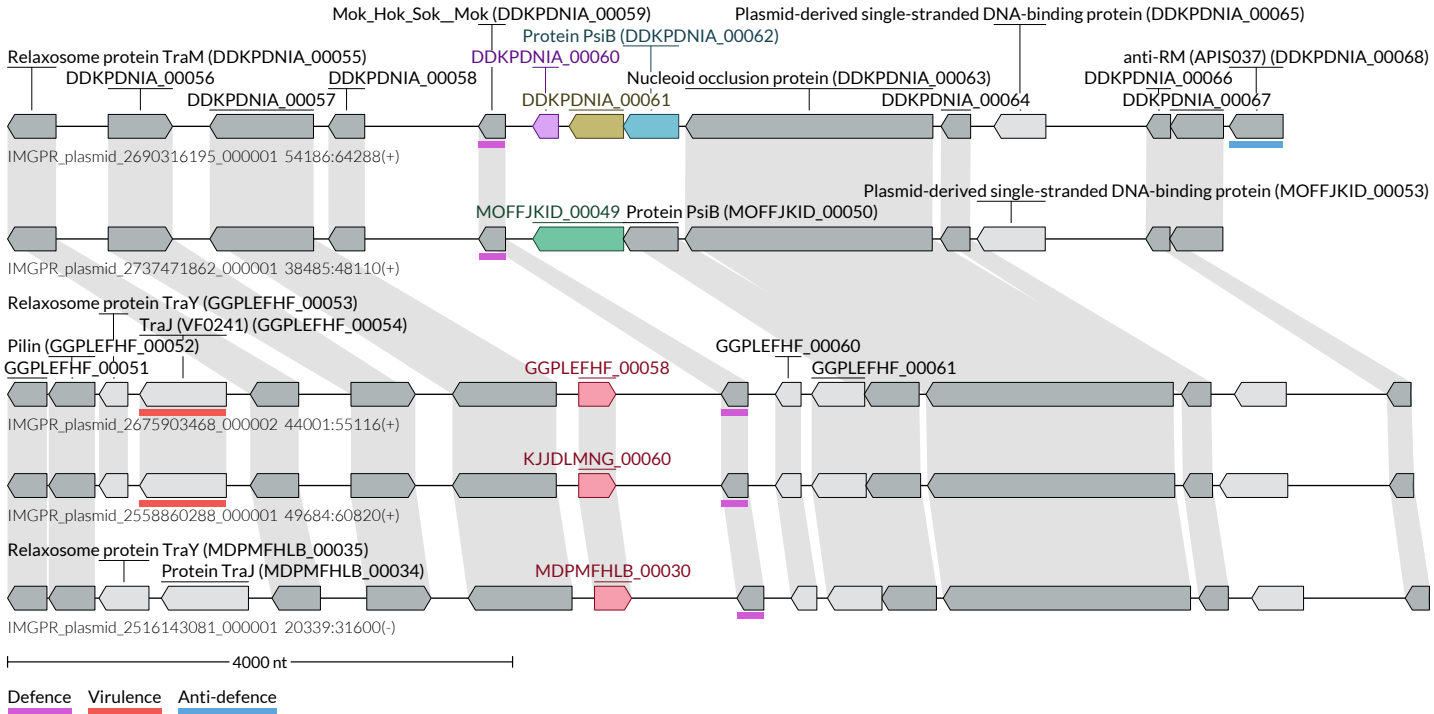 Mok_Hok_Sok__Mok (DDKPDNIA_00059) Plasmid-derived single-stranded DNA-binding protein (DDKPDNIA_00065)
Protein PsiB (DDKPDNIA_00062)
Relaxosome protein TraM (DDKPDNIA_00055) DDKPDNIA_00060 anti-RM (APIS037) (DDKPDNIA_00068)
DDKPDNIA_00056 DDKPDNIA_00058 Nucleoid occlusion protein (DDKPDNIA_00063) DDKPDNIA_00066
DDKPDNIA_00057 DDKPDNIA_00061 DDKPDNIA_00064 DDKPDNIA_00067
IMGPR_plasmid_2690316195_000001 54186:64288(+)
Plasmid-derived single-stranded DNA-binding protein (MOFFJKID_00053)
MOFFJKID_00049 Protein PsiB (MOFFJKID_00050)
IMGPR_plasmid_2737471862_000001 38485:48110(+)
Relaxosome protein TraY (GGPLEFHF_00053)
TraJ (VF0241) (GGPLEFHF_00054)
Pilin (GGPLEFHF_00052) GGPLEFHF_00060
GGPLEFHF_00051 GGPLEFHF_00058 GGPLEFHF_00061
IMGPR_plasmid_2675903468_000002 44001:55116(+)
KJJDLMNG_00060
IMGPR_plasmid_2558860288_000001 49684:60820(+)
Relaxosome protein TraY (MDPMFHLB_00035)
Protein TraJ (MDPMFHLB_00034) MDPMFHLB_00030
IMGPR_plasmid_2516143081_000001 20339:31600(-)
4000 nt
Defence Virulence Anti-defence